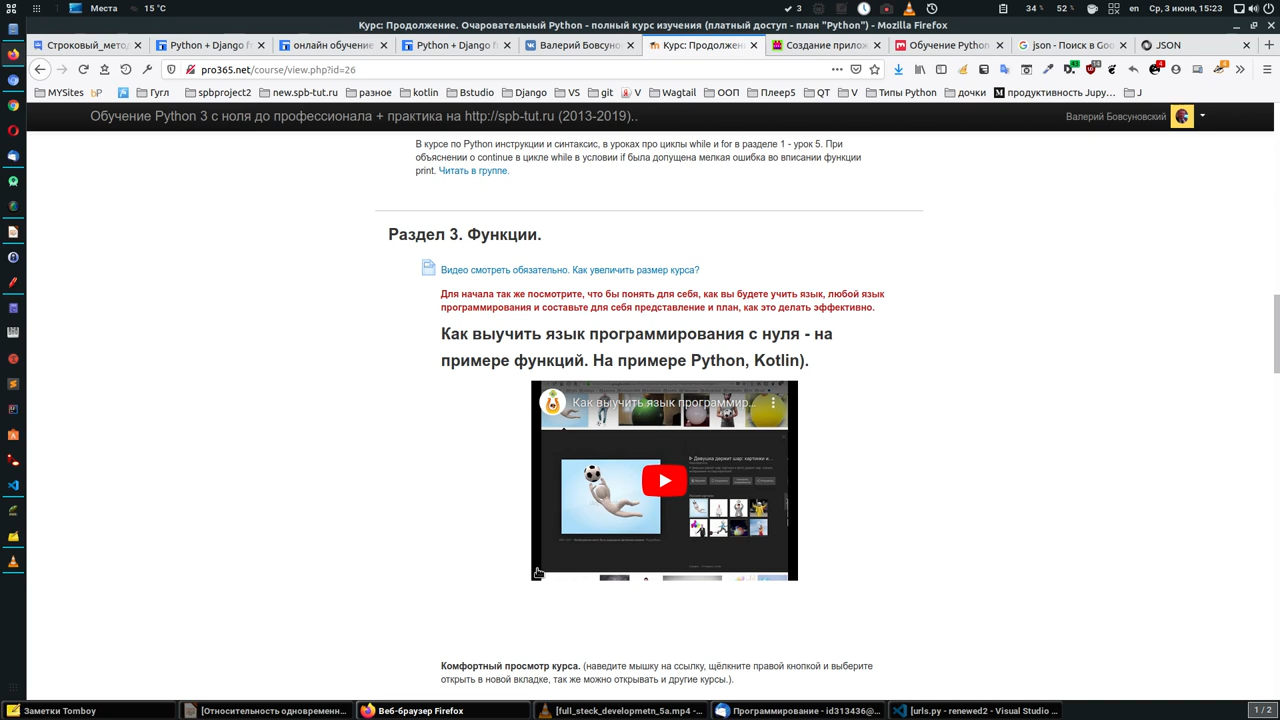 Места
15 °C
3
34 %
52 %
en
Ср, 3 июня, 15:23
Курс: Продолжение. Очаровательный Python - полный курс изучения (платный доступ - план "Python") - Mozilla Firefox
Строковый_мето
Python + Django f
онлайн обучение
Python + Django f
Валерий Бовсуно
Курс: Продолжен
Создание прилож
Обучение Python
json - Поиск в Goo
JSON
pro365.net/course/view.php?id=26
MYSites
bP
Гугл
spbproject2
new.spb-tut.ru
разное
kotlin
Bstudio
Django
VS
git
V
Wagtail
ООП
Плеер5
QT
V
Типы Python
дочки
продуктивность Jupy…
J
Обучение Python 3 с ноля до профессионала + практика на http://spb-tut.ru (2013-2019)..
Валерий Бовсуновский
В курсе по Python инструкции и синтаксис, в уроках про циклы while и for в разделе 1 - урок 5. При
объяснении о continue в цикле while в условии if была допущена мелкая ошибка во вписании функции
print. Читать в группе.
Раздел 3. Функции.
Видео смотреть обязательно. Как увеличить размер курса?
Для начала так же посмотрите, что бы понять для себя, как вы будете учить язык, любой язык
программирования и составьте для себя представление и план, как это делать эффективно.
Как выучить язык программирования с нуля - на
примере функций. На примере Python, Kotlin).
Как выучить язык программир...
Девушка держит шар: картинки и...
Комфортный просмотр курса. (наведите мышку на ссылку, щёлкните правой кнопкой и выберите
открыть в новой вкладке, так же можно открывать и другие курсы.).
Заметки Tomboy
[Относительность одновременн...
Веб-браузер Firefox
[full_steck_developmetn_5a.mp4 -...
Программирование - id313436@...
[urls.py - renewed2 - Visual Studio ...
1 / 2